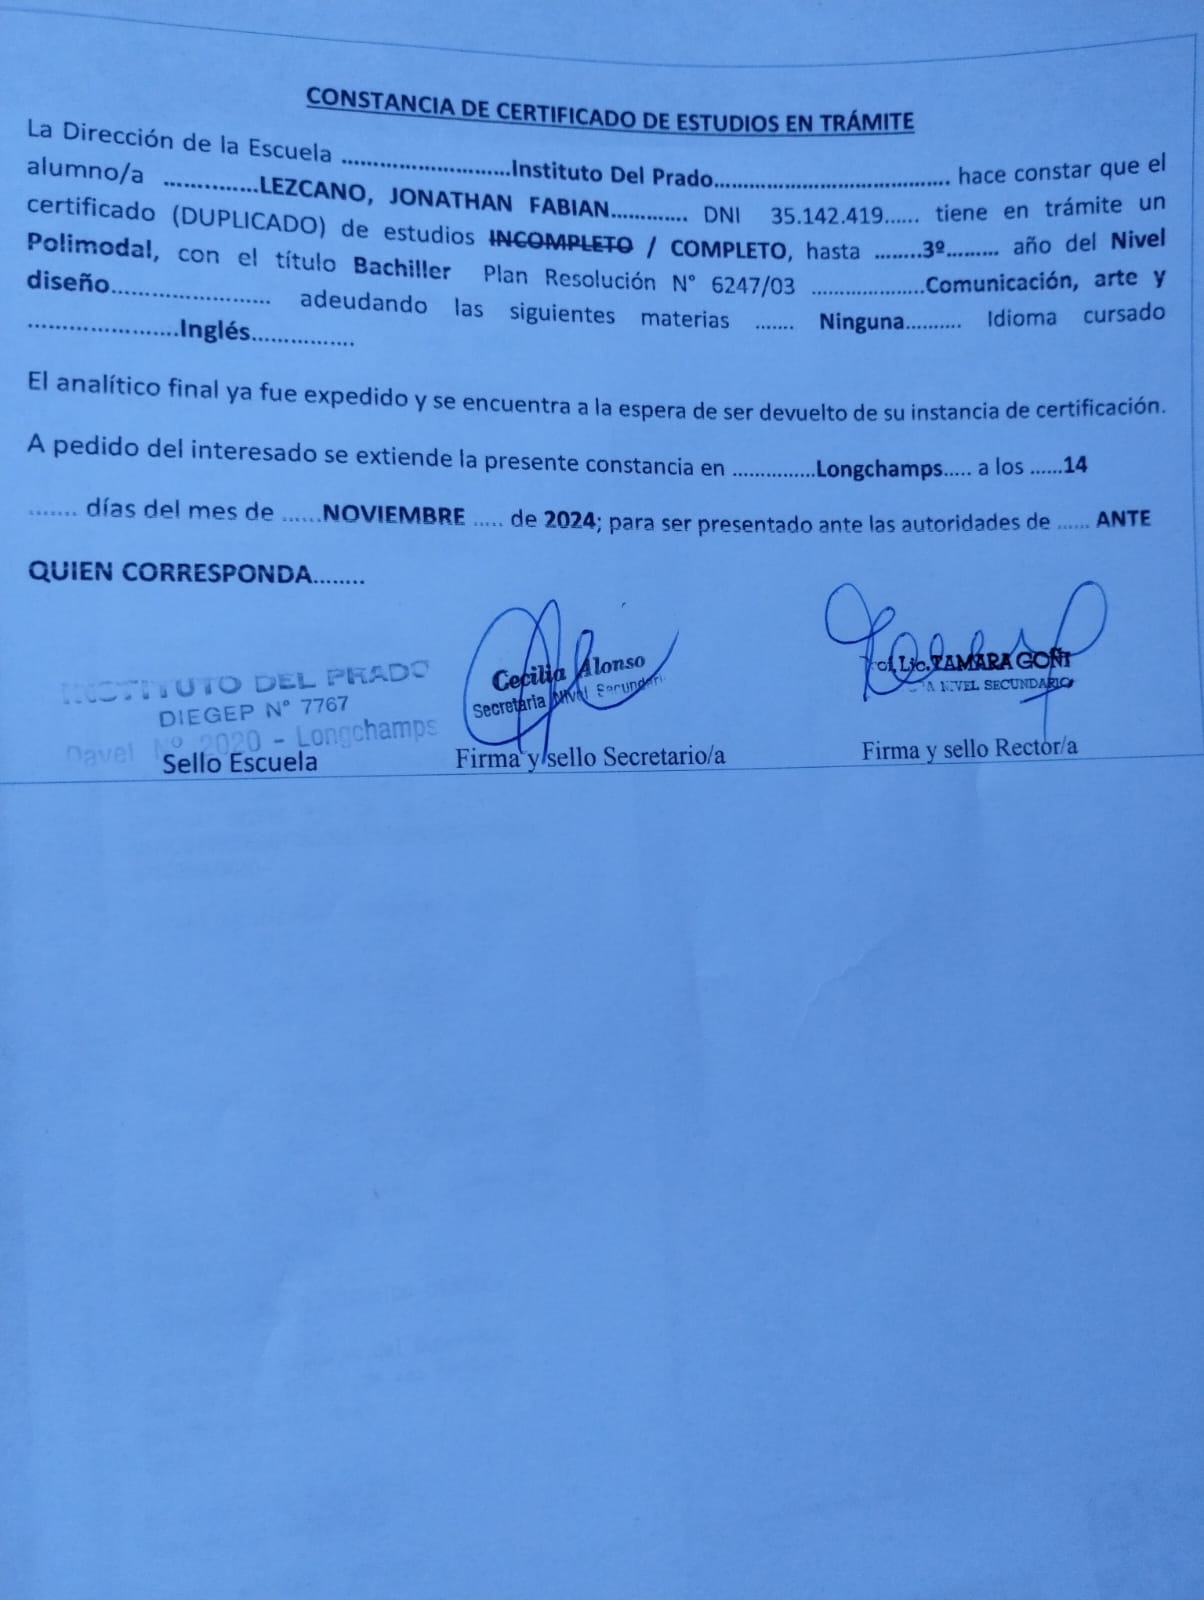 CONSTANCIA DE CERTIFICADO DE ESTUDIOS EN TRÁMITE
La Dirección de la Escuela ..........................Instituto Del Prado...................................... hace constar que el
alumno/a ..............LEZCANO, JONATHAN FABIAN............. DNI 35.142.419...... tiene en trámite un
certificado (DUPLICADO) de estudios INCOMPLETO / COMPLETO, hasta ........3º......... año del Nivel
Polimodal, con el título Bachiller Plan Resolución N° 6247/03 ....................Comunicación, arte y
diseño........................ adeudando las siguientes materias ....... Ninguna.......... Idioma cursado
.......................Inglés................
El analítico final ya fue expedido y se encuentra a la espera de ser devuelto de su instancia de certificación.
A pedido del interesado se extiende la presente constancia en ..............Longchamps..... a los ......14
........ días del mes de ......NOVIEMBRE ..... de 2024; para ser presentado ante las autoridades de ...... ANTE
QUIEN CORRESPONDA........
INSTITUTO DEL PRADO
DIEGEP N° 7767
Davel Nº 2020 - Longchamps
Sello Escuela
Cecilia Alonso
Secretaria Nivel Secundari
Firma y sello Secretario/a
Lic. TAMARA GOÑI
NIVEL SECUNDARIO
Firma y sello Rector/a